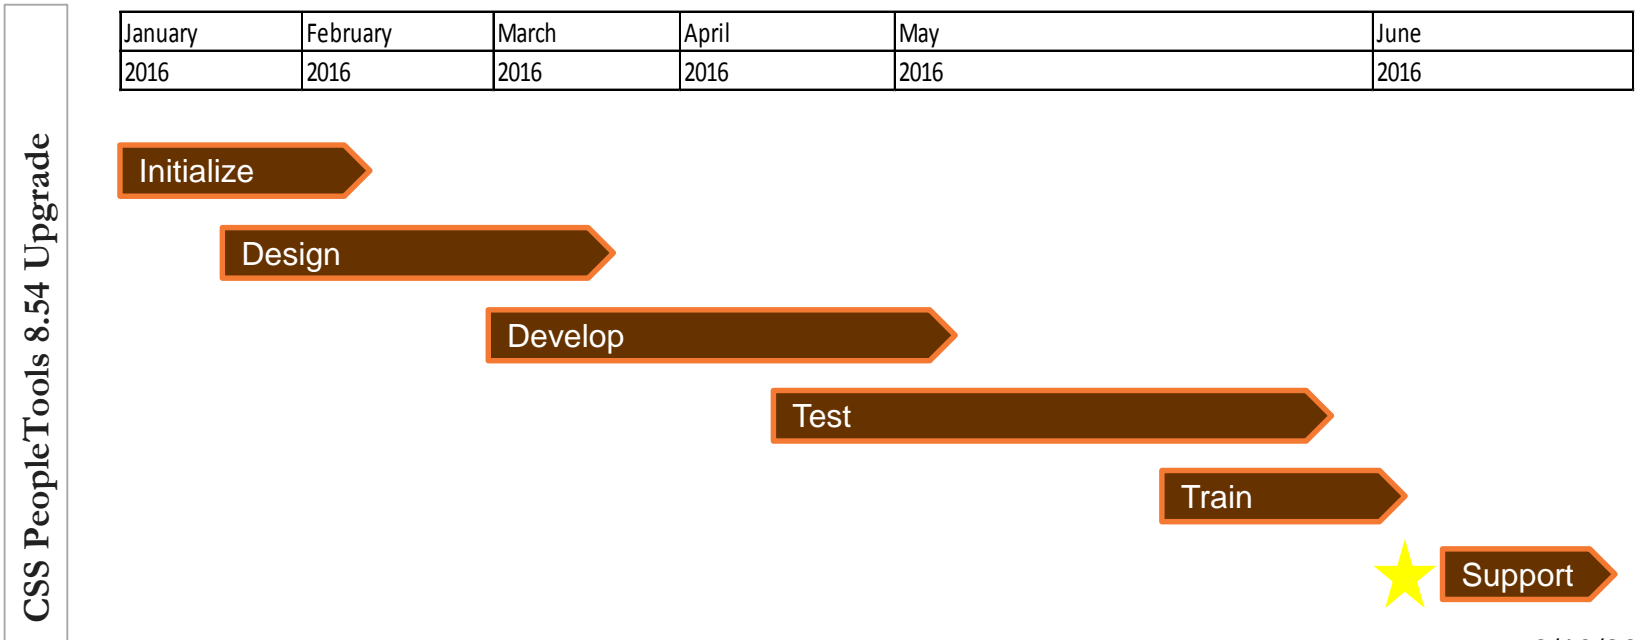 CSS PeopleTools 8.54 Upgrade
January February March April May June
2016 2016 2016 2016 2016 2016
Initialize
Design
Develop
Test
Train
Support